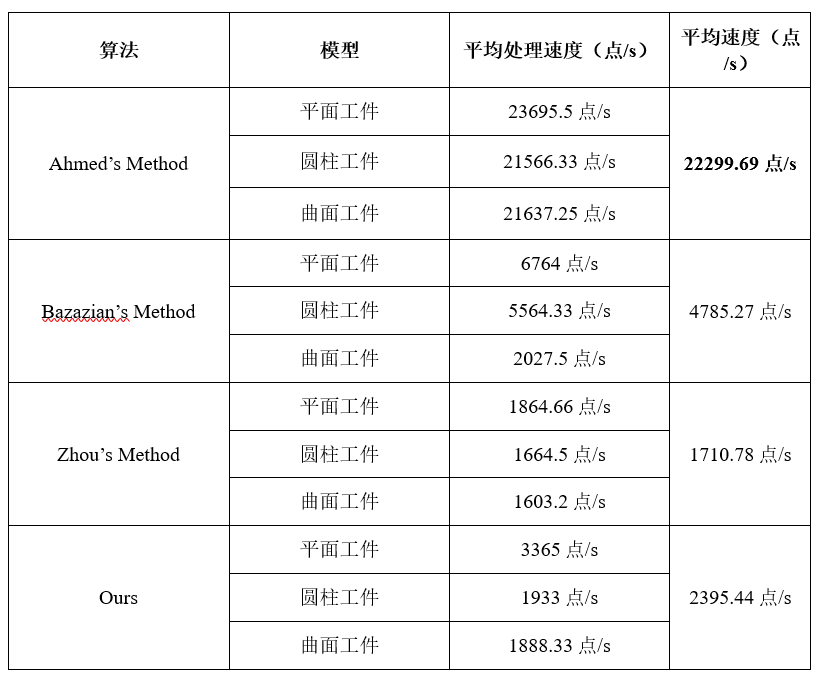 算法 模型 平均处理速度（点/s） 平均速度（点
/s）
Ahmed’s Method 平面工件 23695.5 点/s 22299.69 点/s
圆柱工件 21566.33 点/s
曲面工件 21637.25 点/s
Bazazian’s Method 平面工件 6764 点/s 4785.27 点/s
圆柱工件 5564.33 点/s
曲面工件 2027.5 点/s
Zhou’s Method 平面工件 1864.66 点/s 1710.78 点/s
圆柱工件 1664.5 点/s
曲面工件 1603.2 点/s
Ours 平面工件 3365 点/s 2395.44 点/s
圆柱工件 1933 点/s
曲面工件 1888.33 点/s